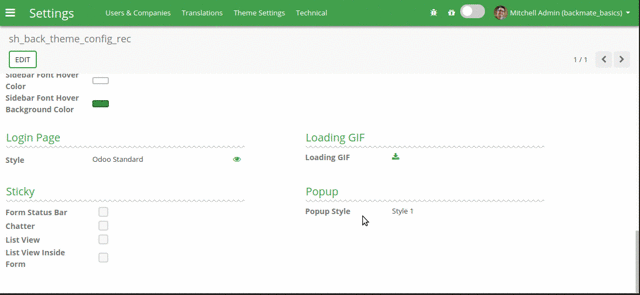 Settings
Users & Companies
Translations
Theme Settings
Technical
Mitchell Admin (backmate_basics)
sh_back_theme_config_rec
EDIT
1 / 1
Sidebar Font Hover
Color
Sidebar Font Hover
Background Color
Login Page
Style
Odoo Standard
Loading GIF
Loading GIF
Sticky
Form Status Bar
Chatter
List View
List View Inside
Form
Popup
Popup Style
Style 1